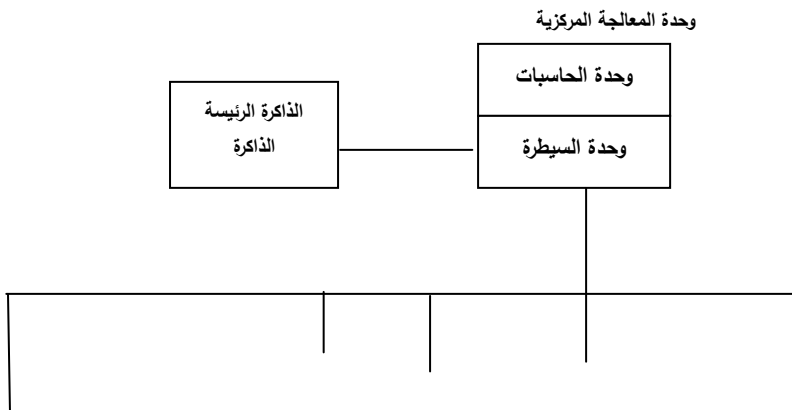 وحدة المعالجة المركزية
وحدة الحاسبات
وحدة السيطرة
الذاكرة الرئيسة
الذاكرة